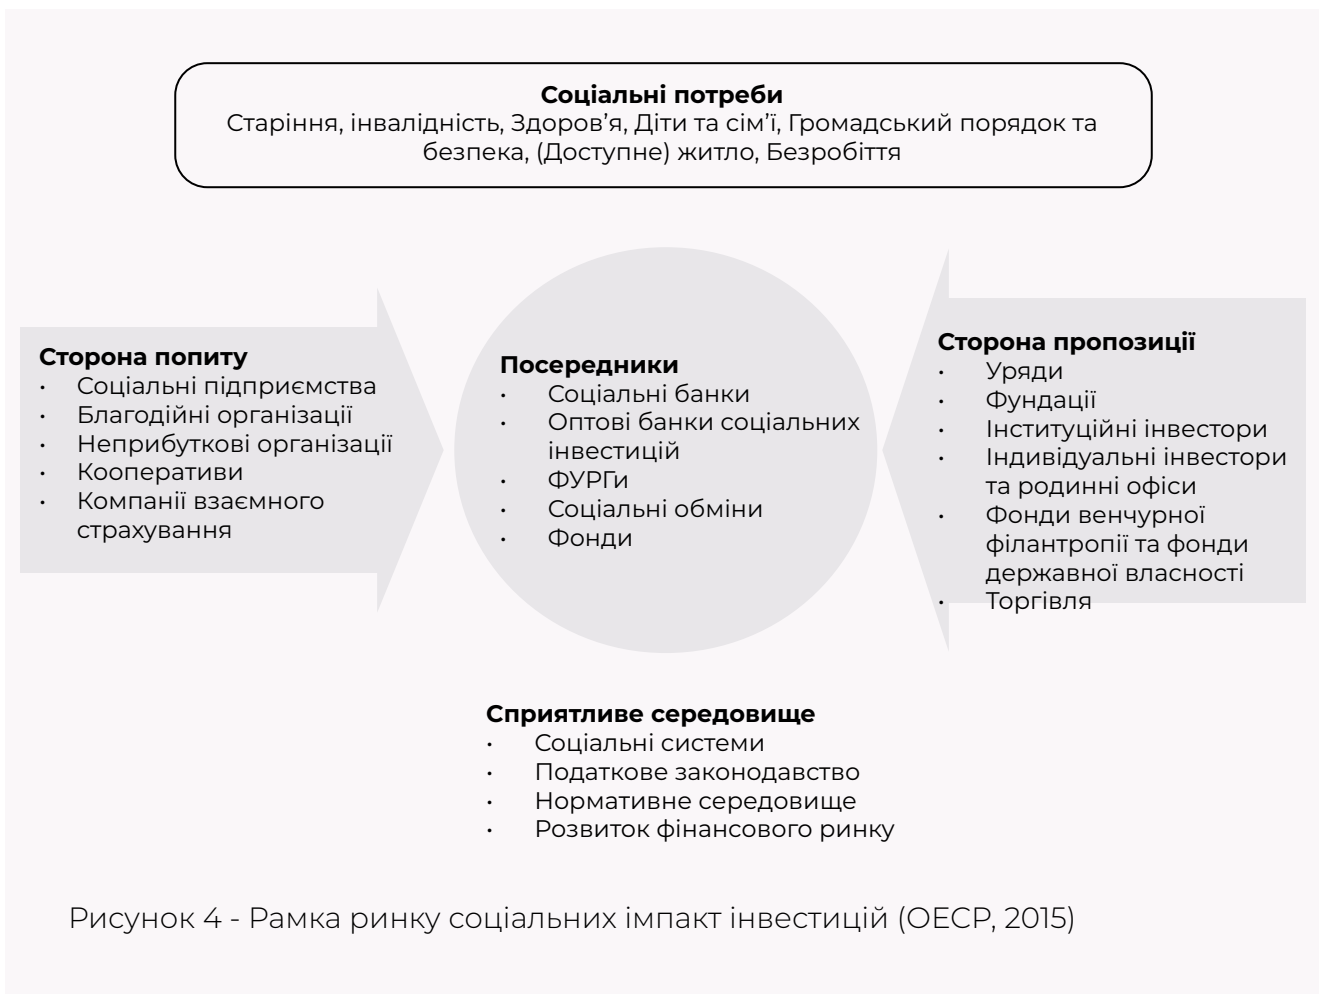 Соціальні потреби
Старіння, інвалідність, Здоров’я, Діти та сім’ї, Громадський порядок та
безпека, (Доступне) житло, Безробіття
Сторона попиту
· Соціальні підприємства
· Благодійні організації
· Неприбуткові організації
· Кооперативи
· Компанії взаємного
страхування
Посередники
· Соціальні банки
· Оптові банки соціальних
інвестицій
· ФУРГи
· Соціальні обміни
· Фонди
Сторона пропозиції
· Уряди
· Фундації
· Інституційні інвестори
· Індивідуальні інвестори
та родинні офіси
· Фонди венчурної
філантропії та фонди
державної власності
· Торгівля
Сприятливе середовище
· Соціальні системи
· Податкове законодавство
· Нормативне середовище
· Розвиток фінансового ринку
Рисунок 4 - Рамка ринку соціальних імпакт інвестицій (ОЕСР, 2015)